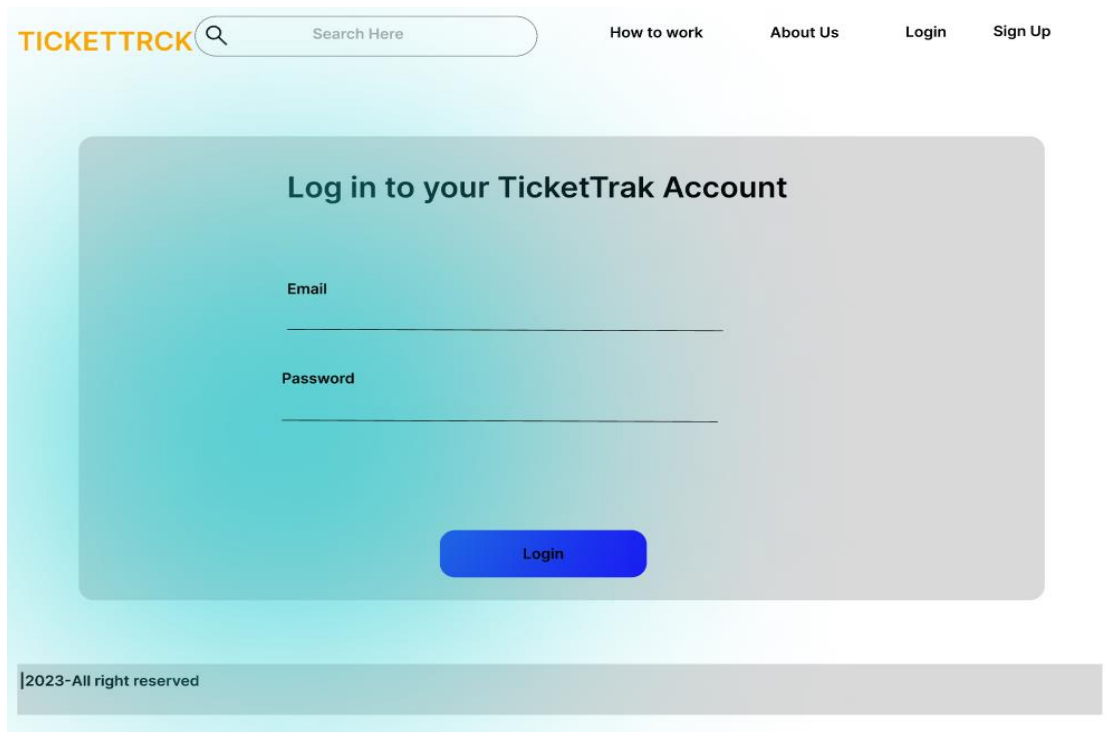 TICKETTRCK Search Here How to work About Us Login Sign Up
Log in to your TicketTrak Account
Email
Password
Login
|2023-All right reserved